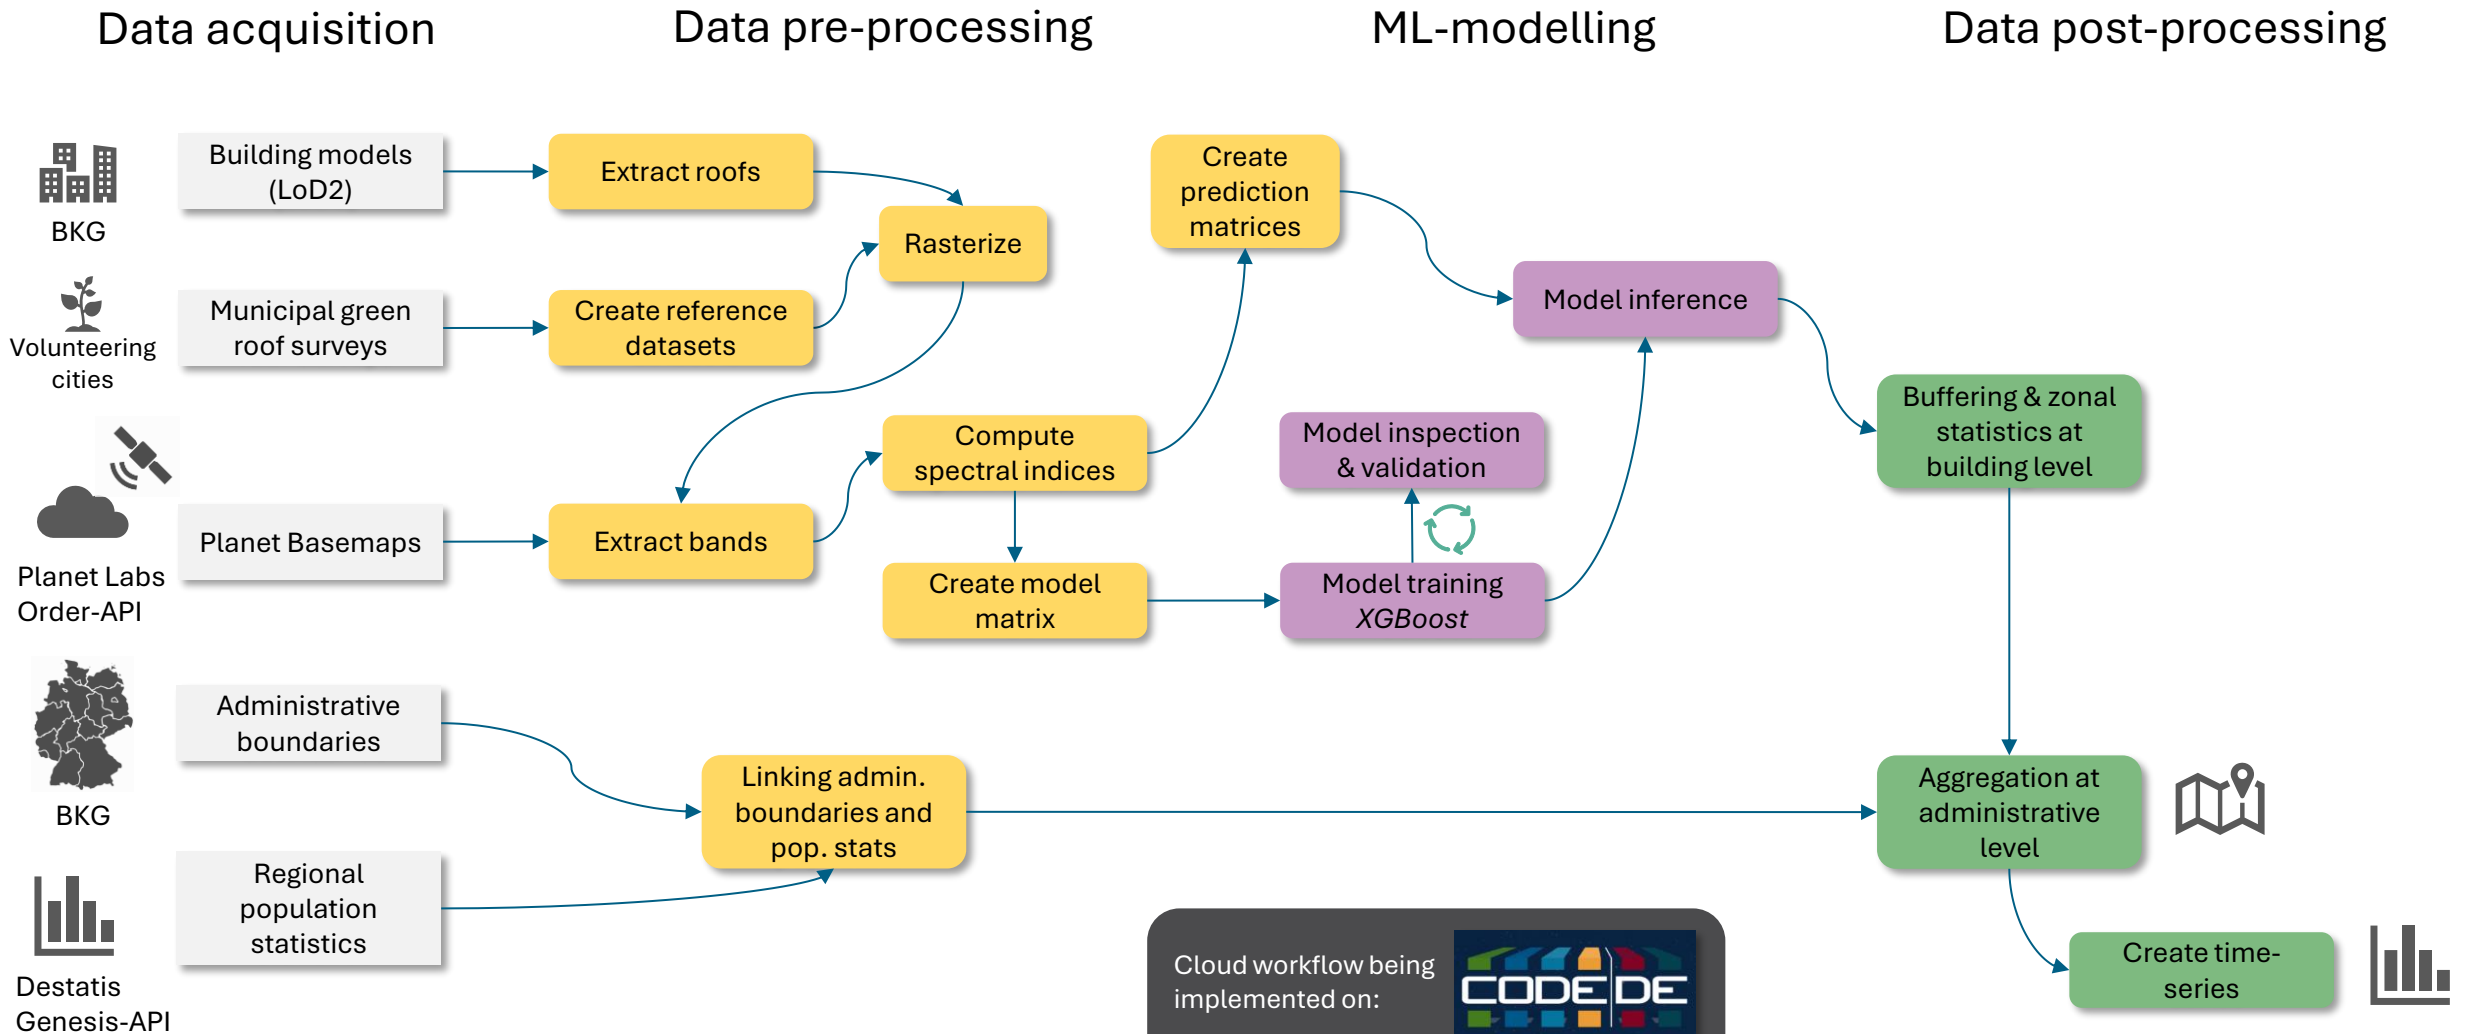 Data acquisition
Data pre-processing
ML-modelling
Data post-processing
BKG
Building models
(LoD2)
Extract roofs
Rasterize
Volunteering
cities
Municipal green
roof surveys
Create reference
datasets
Planet Labs
Order-API
Planet Basemaps
Extract bands
Compute
spectral indices
Create model
matrix
Create
prediction
matrices
Model inference
Model inspection
& validation
Model training
XGBoost
Buffering & zonal
statistics at
building level
BKG
Administrative
boundaries
Linking admin.
boundaries and
pop. stats
Aggregation at
administrative
level
Destatis
Genesis-API
Regional
population
statistics
Create time-
series
Cloud workflow being
implemented on:
CODE DE